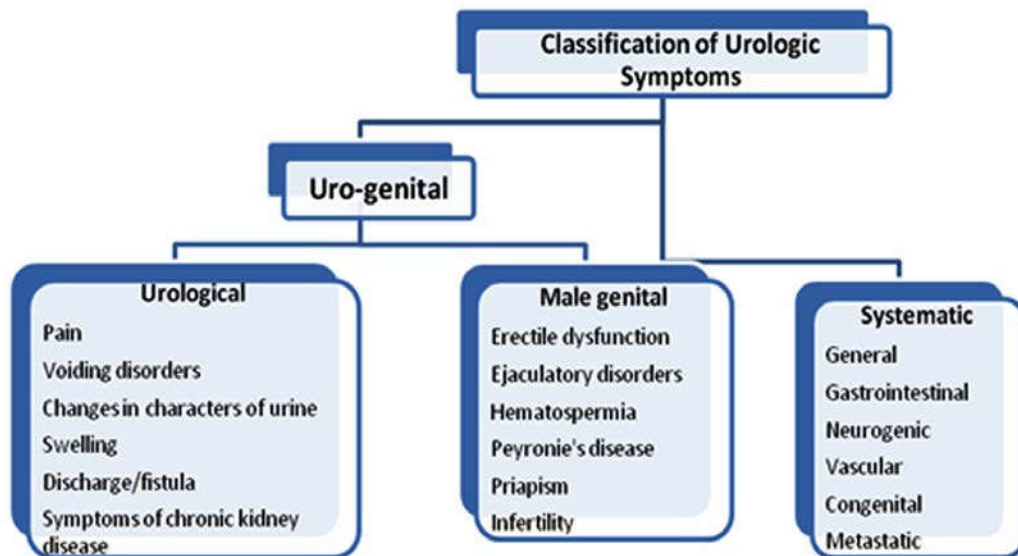 Classification of Urologic
Symptoms
Uro-genital
Urological
Pain
Voiding disorders
Changes in characters of urine
Swelling
Discharge/fistula
Symptoms of chronic kidney
disease
Male genital
Erectile dysfunction
Ejaculatory disorders
Hematospermia
Peyronie's disease
Priapism
Infertility
Systematic
General
Gastrointestinal
Neurogenic
Vascular
Congenital
Metastatic